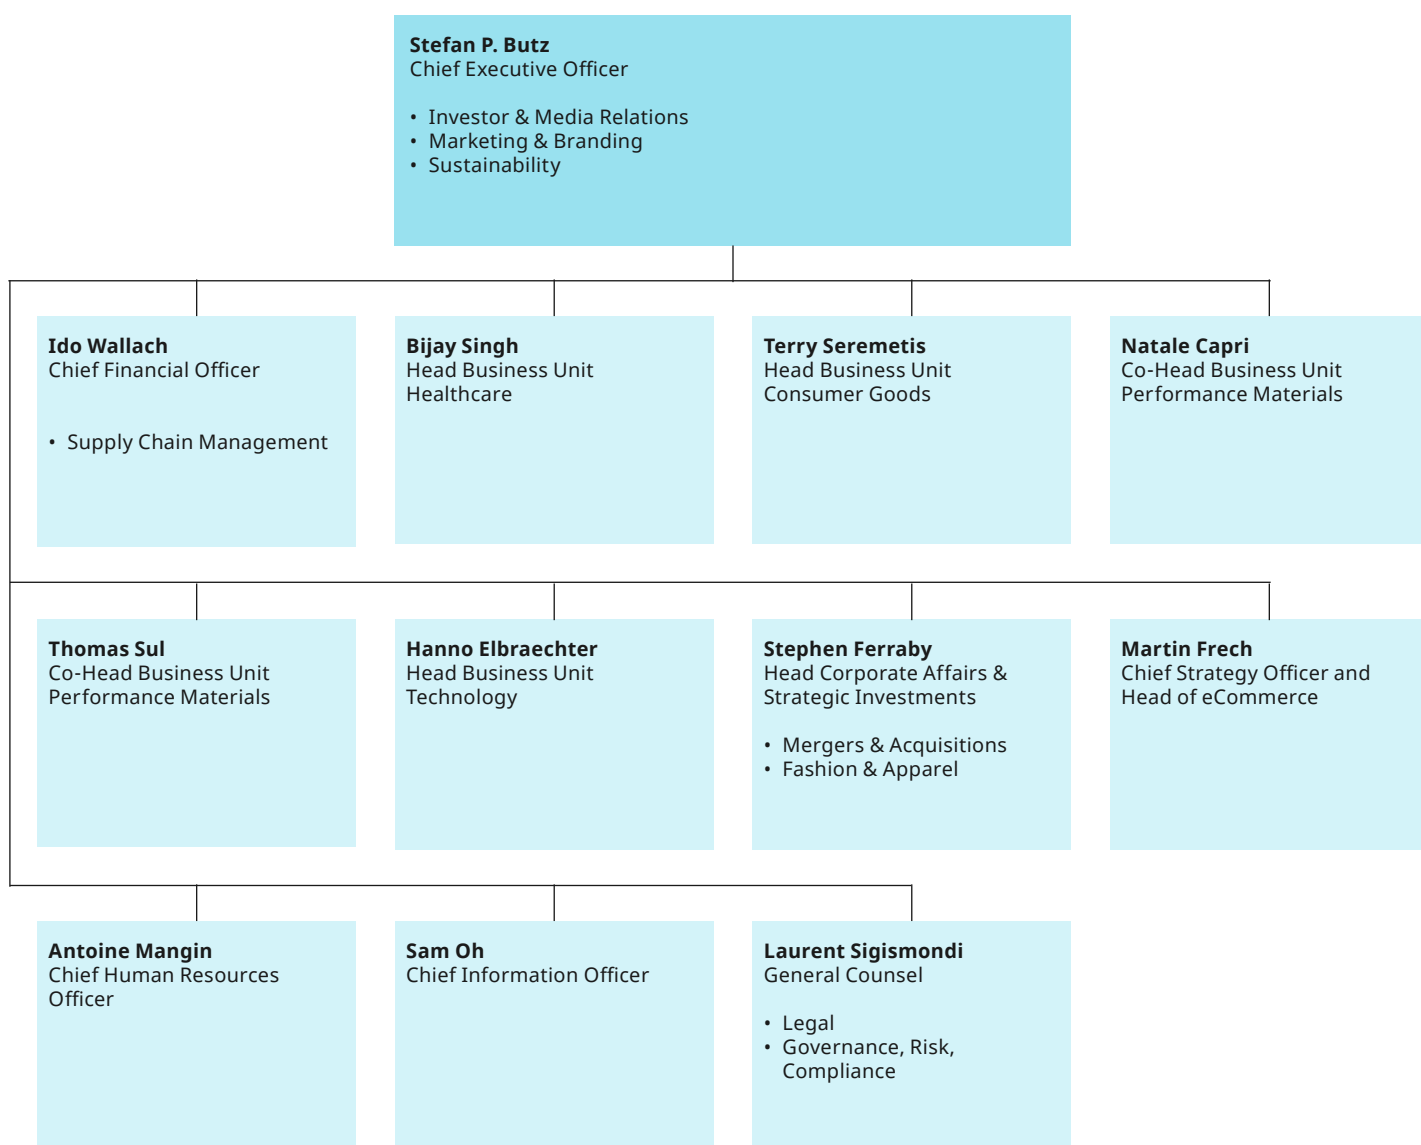 Stefan P. Butz
Chief Executive Officer
• Investor & Media Relations
• Marketing & Branding
• Sustainability
Ido Wallach
Chief Financial Officer
• Supply Chain Management
Bijay Singh
Head Business Unit
Healthcare
Terry Seremetis
Head Business Unit
Consumer Goods
Natale Capri
Co-Head Business Unit
Performance Materials
Thomas Sul
Co-Head Business Unit
Performance Materials
Hanno Elbraechter
Head Business Unit
Technology
Stephen Ferraby
Head Corporate Affairs &
Strategic Investments
• Mergers & Acquisitions
• Fashion & Apparel
Martin Frech
Chief Strategy Officer and
Head of eCommerce
Antoine Mangin
Chief Human Resources
Officer
Sam Oh
Chief Information Officer
Laurent Sigismondi
General Counsel
• Legal
• Governance, Risk,
Compliance